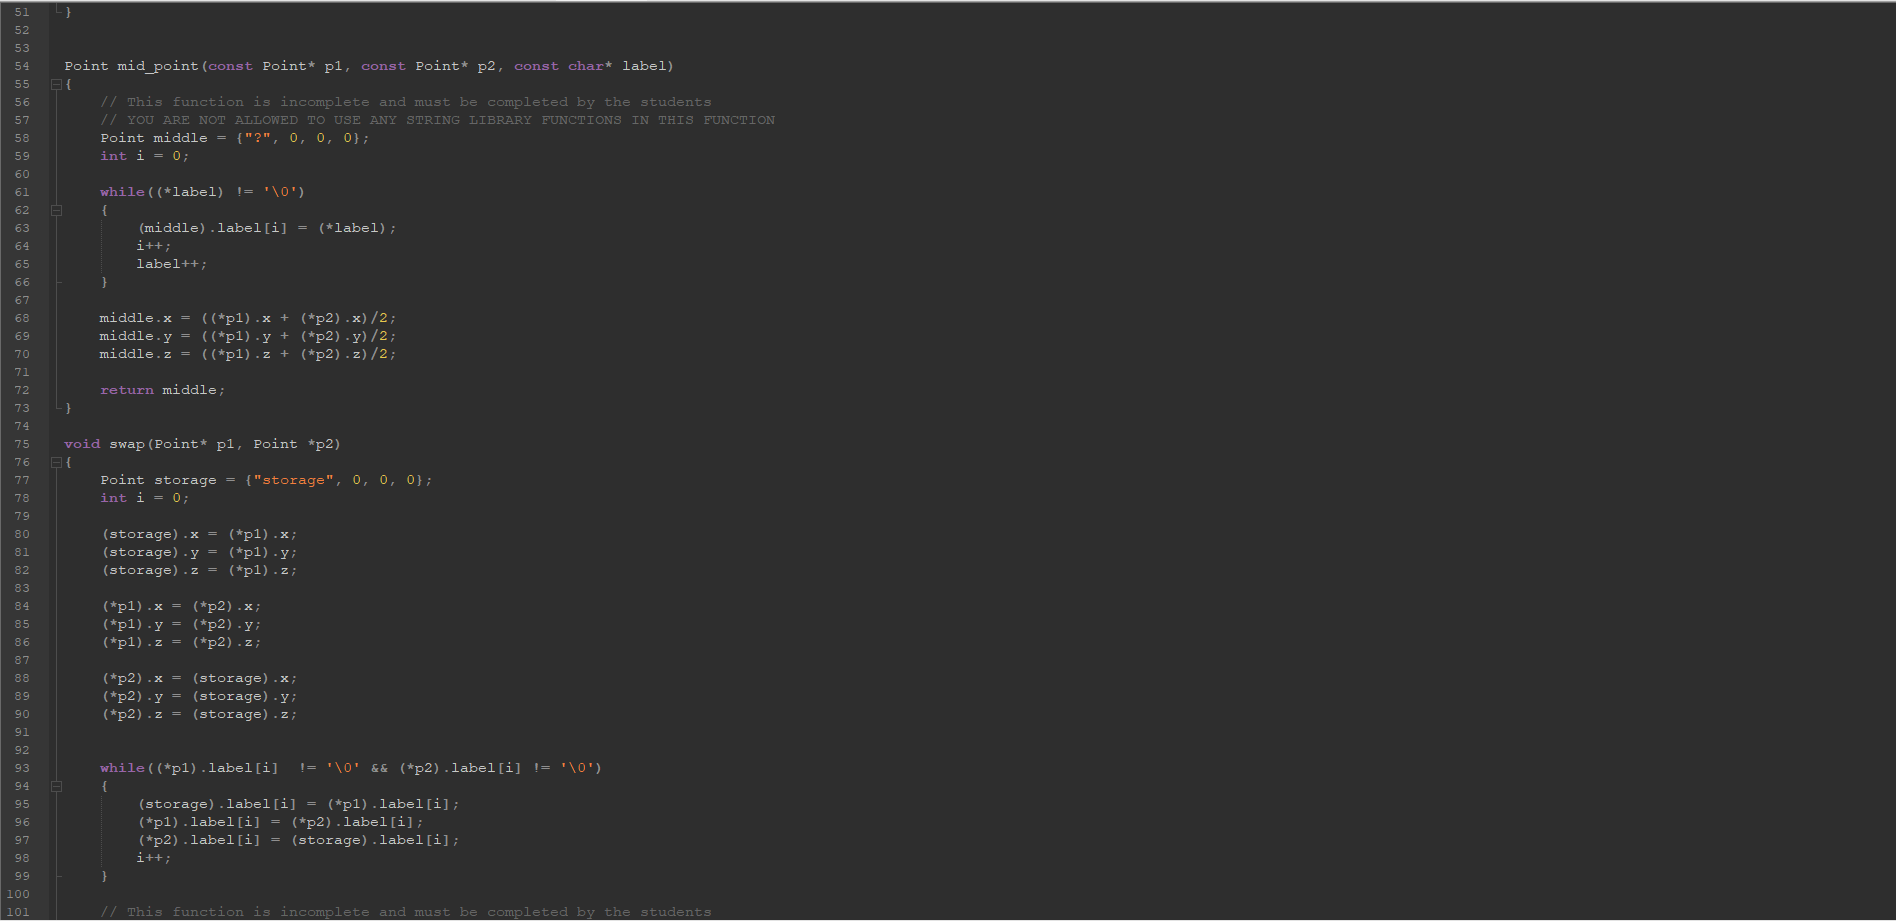 51 }
52
53
54 Point mid_point(const Point* p1, const Point* p2, const char* label)
55 {
56 // This function is incomplete and must be completed by the students
57 // YOU ARE NOT ALLOWED TO USE ANY STRING LIBRARY FUNCTIONS IN THIS FUNCTION
58 Point middle = {"?", 0, 0, 0};
59 int i = 0;
60
61 while((*label) != '\0')
62 {
63 (middle).label[i] = (*label);
64 i++;
65 label++;
66 }
67
68 middle.x = ((*p1).x + (*p2).x)/2;
69 middle.y = ((*p1).y + (*p2).y)/2;
70 middle.z = ((*p1).z + (*p2).z)/2;
71
72 return middle;
73 }
74
75 void swap(Point* p1, Point *p2)
76 {
77 Point storage = {"storage", 0, 0, 0};
78 int i = 0;
79
80 (storage).x = (*p1).x;
81 (storage).y = (*p1).y;
82 (storage).z = (*p1).z;
83
84 (*p1).x = (*p2).x;
85 (*p1).y = (*p2).y;
86 (*p1).z = (*p2).z;
87
88 (*p2).x = (storage).x;
89 (*p2).y = (storage).y;
90 (*p2).z = (storage).z;
91
92
93 while((*p1).label[i]  != '\0' && (*p2).label[i] != '\0')
94 {
95 (storage).label[i] = (*p1).label[i];
96 (*p1).label[i] = (*p2).label[i];
97 (*p2).label[i] = (storage).label[i];
98 i++;
99 }
100
101 // This function is incomplete and must be completed by the students